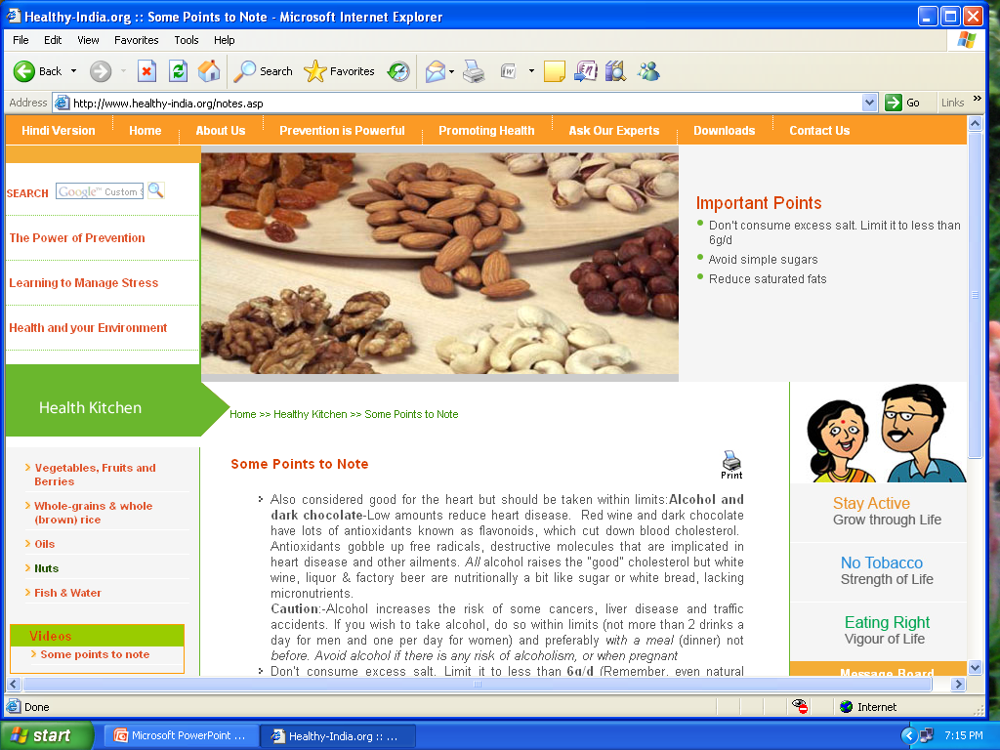 Healthy-India.org :: Some Points to Note - Microsoft Internet Explorer
File Edit View Favorites Tools Help
Back Search Favorites
Address http://www.healthy-india.org/notes.asp Go Links »
Hindi Version Home About Us Prevention is Powerful Promoting Health Ask Our Experts Downloads Contact Us
SEARCH Google™ Custom
The Power of Prevention
Learning to Manage Stress
Health and your Environment
Important Points
Don't consume excess salt. Limit it to less than
6g/d
Avoid simple sugars
Reduce saturated fats
Health Kitchen
Home >> Healthy Kitchen >> Some Points to Note
Vegetables, Fruits and
Berries
Whole-grains & whole
(brown) rice
Oils
Nuts
Fish & Water
Videos
Some points to note
Some Points to Note
Print
Also considered good for the heart but should be taken within limits:Alcohol and
dark chocolate-Low amounts reduce heart disease. Red wine and dark chocolate
have lots of antioxidants known as flavonoids, which cut down blood cholesterol.
Antioxidants gobble up free radicals, destructive molecules that are implicated in
heart disease and other ailments. All alcohol raises the "good" cholesterol but white
wine, liquor & factory beer are nutritionally a bit like sugar or white bread, lacking
micronutrients.
Caution:-Alcohol increases the risk of some cancers, liver disease and traffic
accidents. If you wish to take alcohol, do so within limits (not more than 2 drinks a
day for men and one per day for women) and preferably with a meal (dinner) not
before. Avoid alcohol if there is any risk of alcoholism, or when pregnant
Don't consume excess salt. Limit it to less than 6g/d (Remember, even natural
Stay Active
Grow through Life
No Tobacco
Strength of Life
Eating Right
Vigour of Life
Message Board
Done Internet
start Microsoft PowerPoint ... Healthy-India.org :: ... 7:15 PM